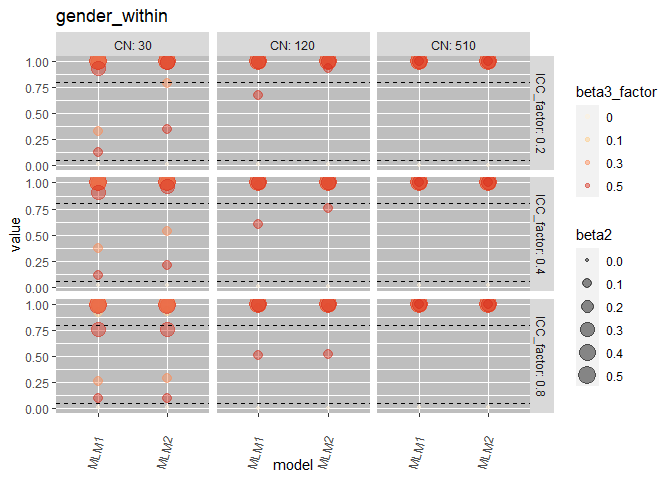 gender_within
CN: 30
CN: 120
CN: 510
value
1.00
0.75
0.50
0.25
0.00
ICC_factor: 0.2
1.00
0.75
0.50
0.25
0.00
ICC_factor: 0.4
1.00
0.75
0.50
0.25
0.00
ICC_factor: 0.8
MLM1
MLM2
MLM1
MLM2
MLM1
MLM2
model
beta3_factor
0
0.1
0.3
0.5
beta2
0.0
0.1
0.2
0.3
0.4
0.5